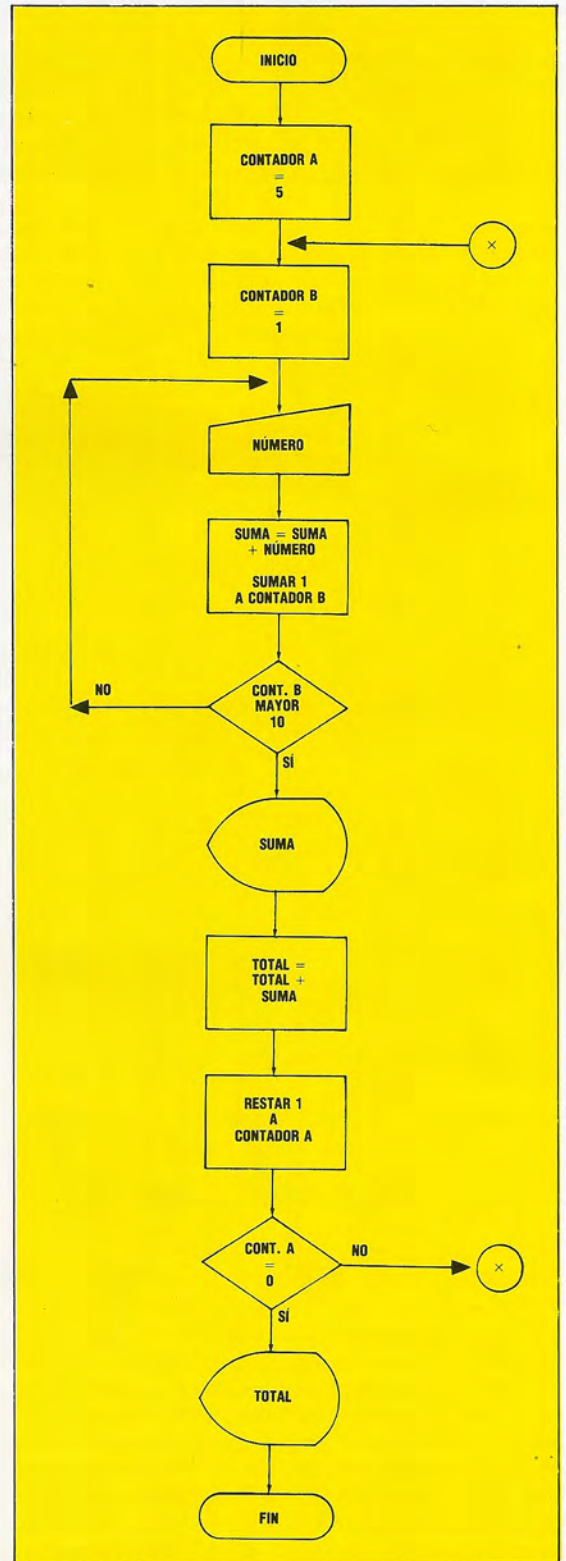 INICIO
CONTADOR A
=
5
×
CONTADOR B
=
1
NÚMERO
SUMA = SUMA
+ NÚMERO
SUMAR 1
A CONTADOR B
NO
CONT. B
MAYOR
10
SÍ
SUMA
TOTAL =
TOTAL +
SUMA
RESTAR 1
A
CONTADOR A
CONT. A
=
0
NO
×
SÍ
TOTAL
FIN